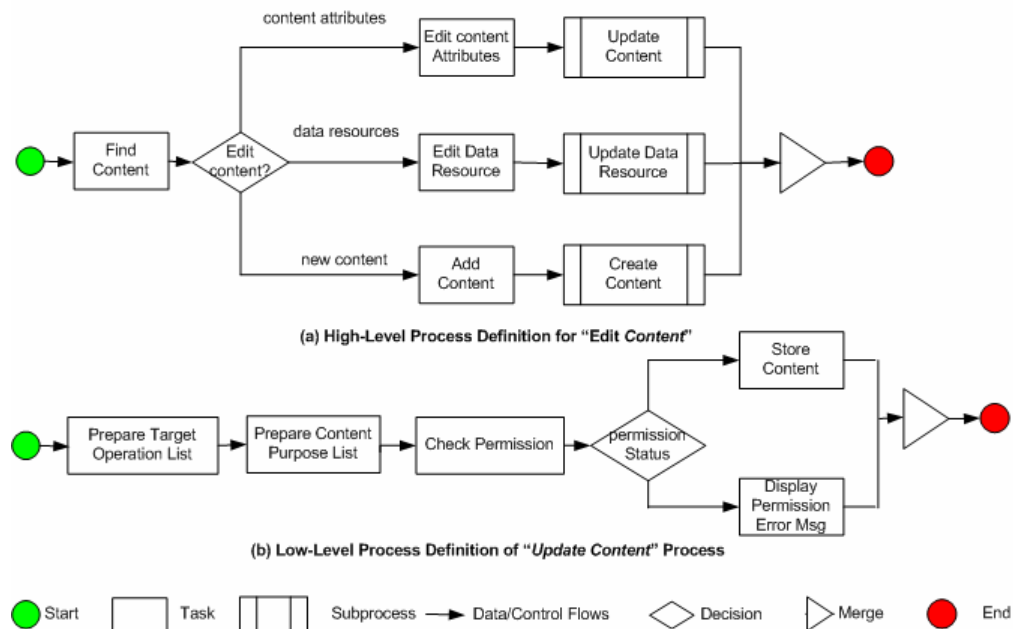 content attributes
Edit content
Attributes
Update
Content
data resources
Find
Content
Edit
content?
Edit Data
Resource
Update Data
Resource
new content
Add
Content
Create
Content
(a) High-Level Process Definition for “Edit Content”
Store
Content
Prepare Target
Operation List
Prepare Content
Purpose List
Check Permission
permission
Status
Display
Permission
Error Msg
(b) Low-Level Process Definition of “Update Content” Process
Start
Task
Subprocess
Data/Control Flows
Decision
Merge
End